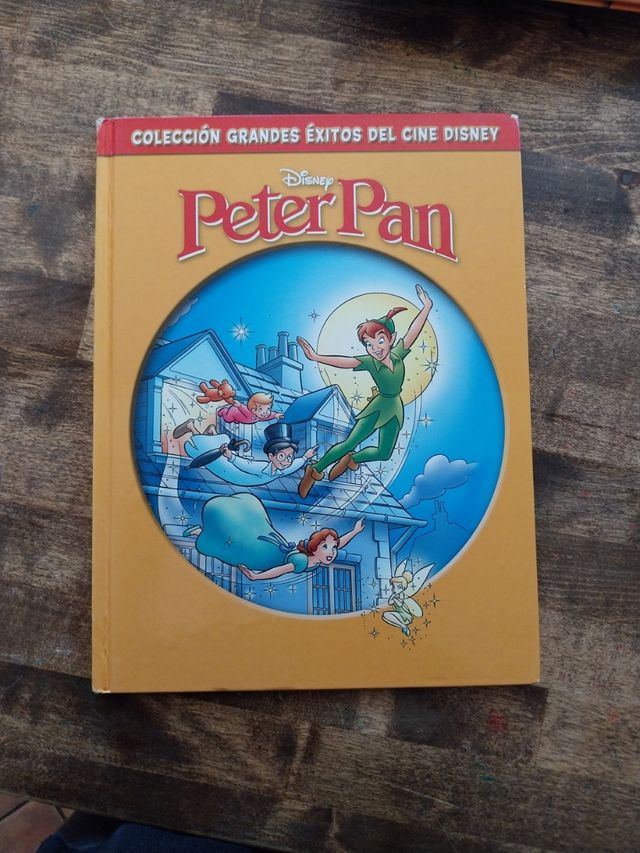 COLECCIÓN GRANDES ÉXITOS DEL CINE DISNEY
Disney
Peter Pan